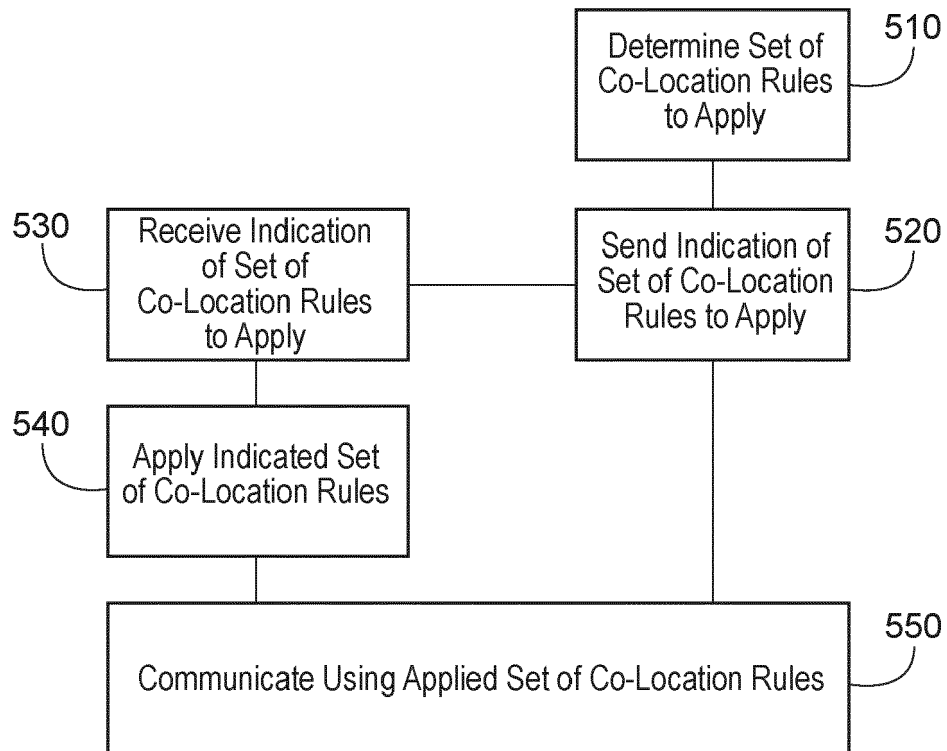 510
Determine Set of
Co-Location Rules
to Apply
530
Receive Indication
of Set of
Co-Location Rules
to Apply
520
Send Indication of
Set of Co-Location
Rules to Apply
540
Apply Indicated Set
of Co-Location Rules
550
Communicate Using Applied Set of Co-Location Rules